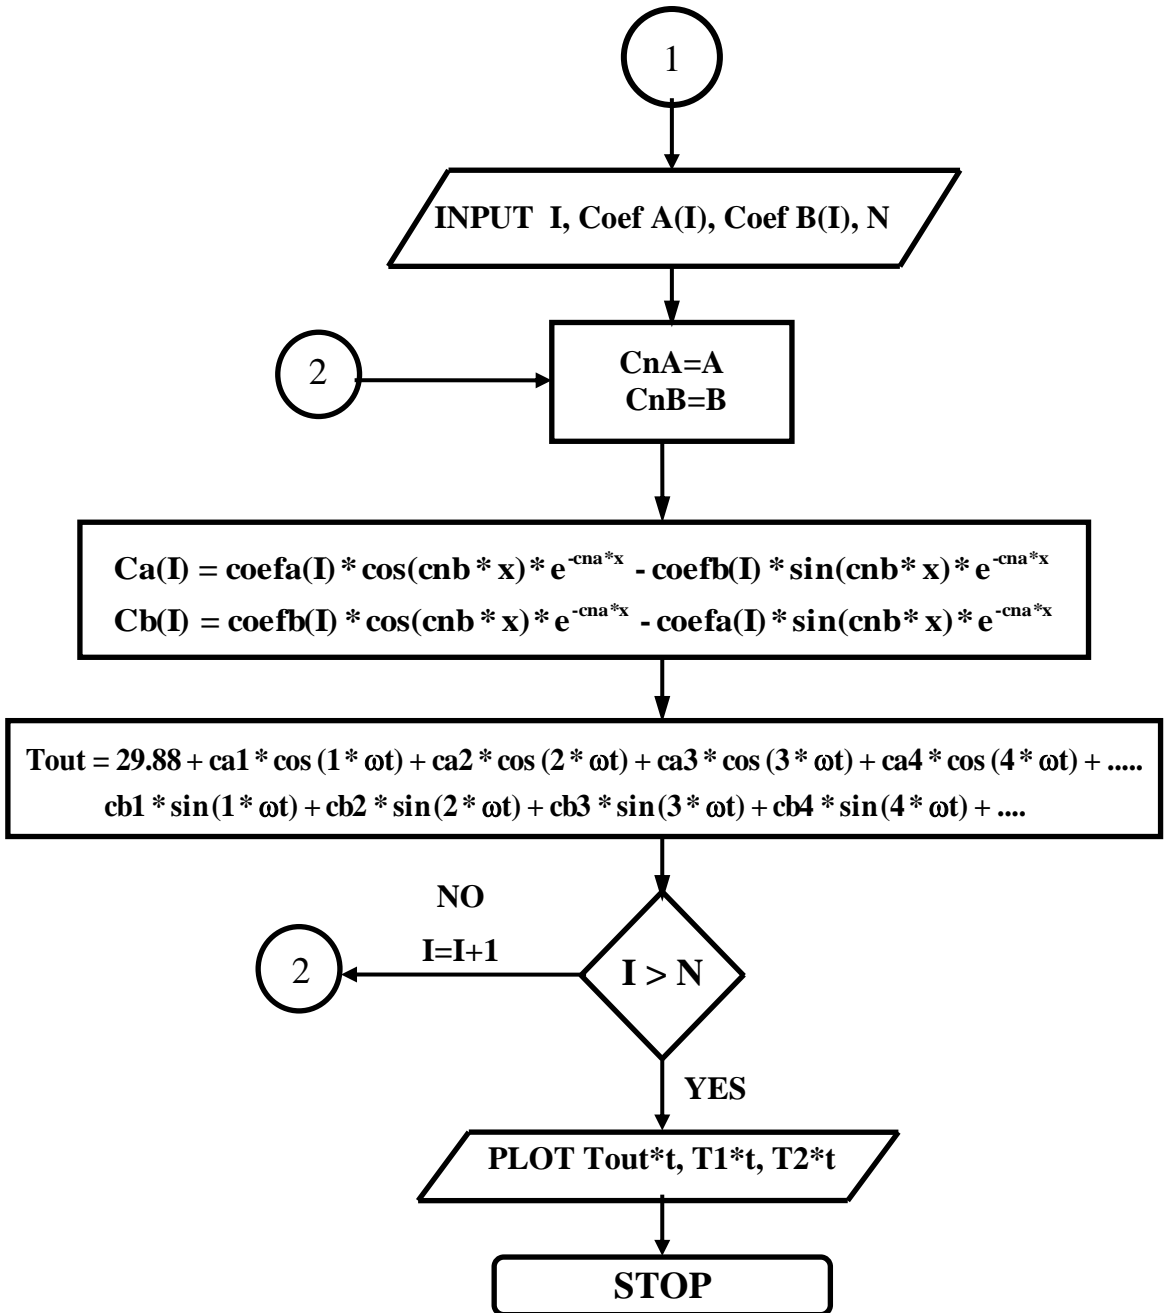 1
INPUT I, Coef A(I), Coef B(I), N
2
CnA=A
CnB=B
Ca(I) = coefa(I) * cos(cnb * x) * e^-cna*x - coefb(I) * sin(cnb * x) * e^-cna*x
Cb(I) = coefb(I) * cos(cnb * x) * e^-cna*x - coefa(I) * sin(cnb * x) * e^-cna*x
Tout = 29.88 + ca1 * cos (1 * ωt) + ca2 * cos (2 * ωt) + ca3 * cos (3 * ωt) + ca4 * cos (4 * ωt) + .....
cb1 * sin(1 * ωt) + cb2 * sin(2 * ωt) + cb3 * sin(3 * ωt) + cb4 * sin(4 * ωt) + ....
NO
I=I+1
2
I > N
YES
PLOT Tout*t, T1*t, T2*t
STOP